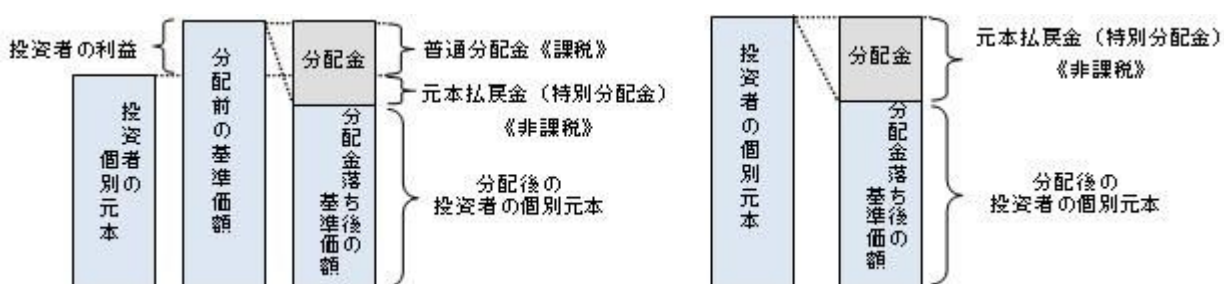 投資者の利益
投資者の
個別元本
分配前の基準価額
分配金
分配金落ち後の
基準価額
普通分配金《課税》
元本払戻金（特別分配金）
《非課税》
分配後の
投資者の個別元本
投資者の個別元本
分配金
分配金落ち後の
基準価額
元本払戻金（特別分配金）
《非課税》
分配後の
投資者の個別元本